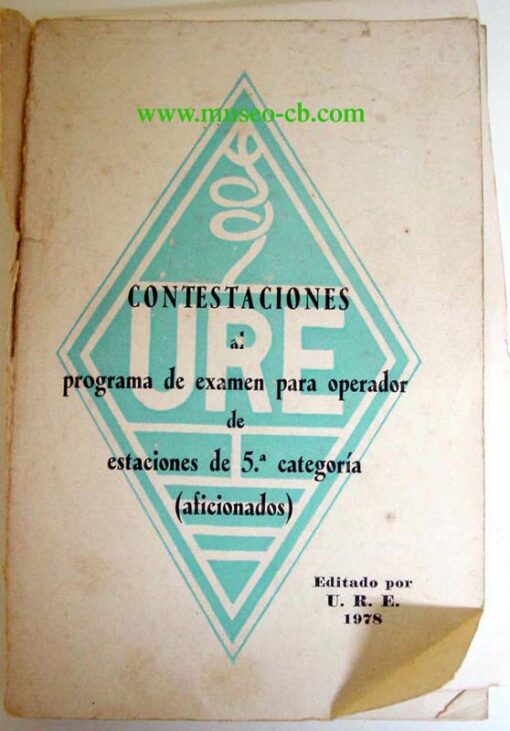 www.museo-cb.com
CONTESTACIONES
al
URE
programa de examen para operador
de
estaciones de 5.ª categoría
(aficionados)
Editado por
U. R. E.
1978